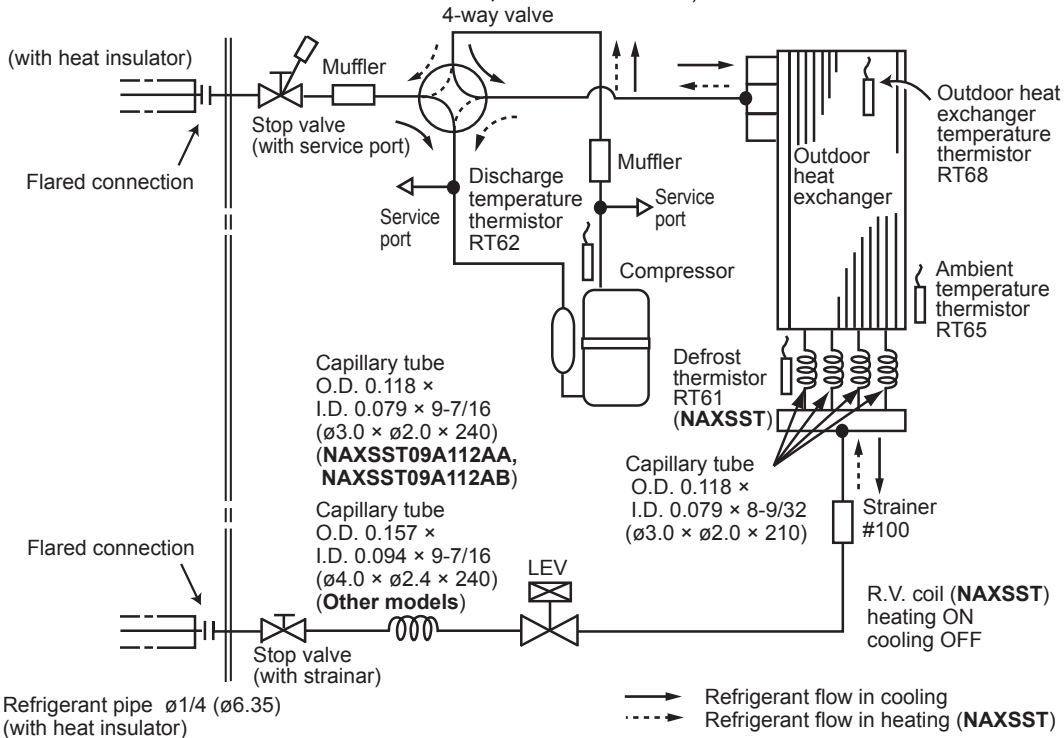 4-way valve
(with heat insulator)
Muffler
Stop valve
(with service port)
Flared connection
Outdoor heat
exchanger
temperature
thermistor
RT68
Outdoor
heat
exchanger
Muffler
Discharge
temperature
thermistor
RT62
Service
port
Service
port
Compressor
Ambient
temperature
thermistor
RT65
Defrost
thermistor
RT61
(NAXSST)
Capillary tube
O.D. 0.118 ×
I.D. 0.079 × 9-7/16
(ø3.0 × ø2.0 × 240)
(NAXSST09A112AA,
NAXSST09A112AB)
Capillary tube
O.D. 0.157 ×
I.D. 0.094 × 9-7/16
(ø4.0 × ø2.4 × 240)
(Other models)
Capillary tube
O.D. 0.118 ×
I.D. 0.079 × 8-9/32
(ø3.0 × ø2.0 × 210)
Strainer
#100
Flared connection
LEV
R.V. coil (NAXSST)
heating ON
cooling OFF
Stop valve
(with strainar)
Refrigerant pipe ø1/4 (ø6.35)
(with heat insulator)
Refrigerant flow in cooling
Refrigerant flow in heating (NAXSST)